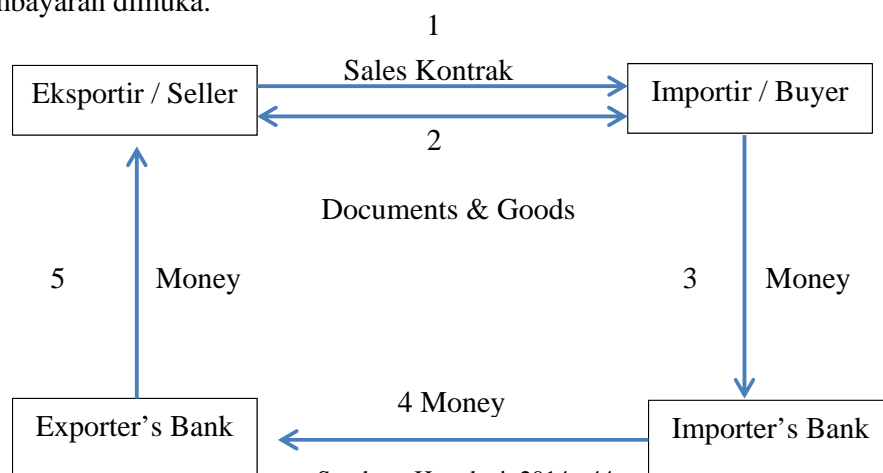 dimuka.
1
Sales Kontrak
Eksportir / Seller
Importir / Buyer
2
Documents & Goods
5
Money
3
Money
4 Money
Exporter’s Bank
Importer’s Bank